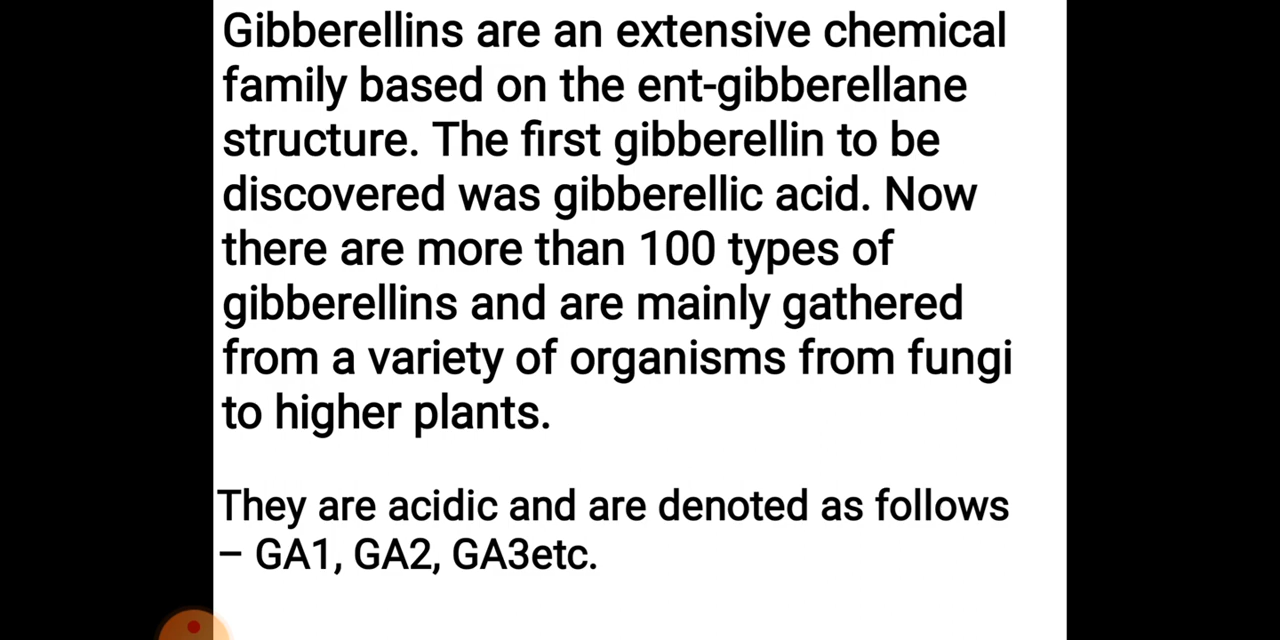 Gibberellins are an extensive chemical
family based on the ent-gibberellane
structure. The first gibberellin to be
discovered was gibberellic acid. Now
there are more than 100 types of
gibberellins and are mainly gathered
from a variety of organisms from fungi
to higher plants.
They are acidic and are denoted as follows
– GA1, GA2, GA3etc.